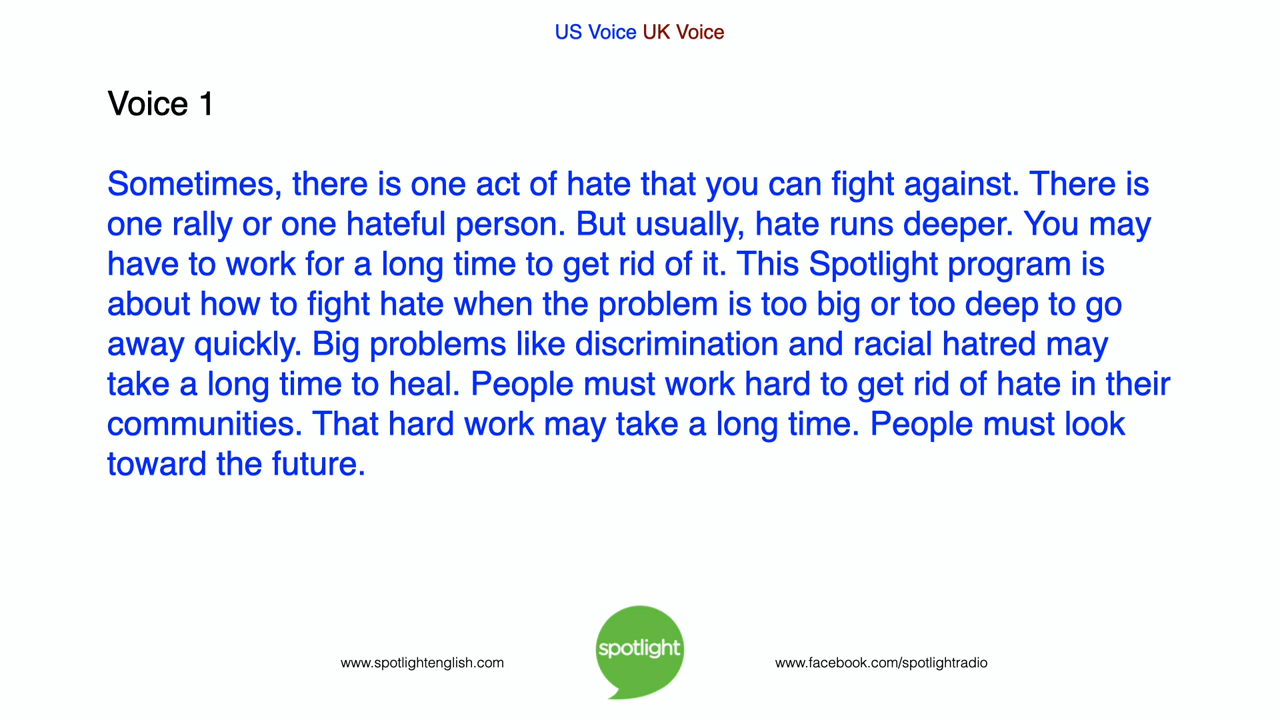 US Voice UK Voice
Voice 1
Sometimes, there is one act of hate that you can fight against. There is
one rally or one hateful person. But usually, hate runs deeper. You may
have to work for a long time to get rid of it. This Spotlight program is
about how to fight hate when the problem is too big or too deep to go
away quickly. Big problems like discrimination and racial hatred may
take a long time to heal. People must work hard to get rid of hate in their
communities. That hard work may take a long time. People must look
toward the future.
spotlight
www.spotlightenglish.com
www.facebook.com/spotlightradio